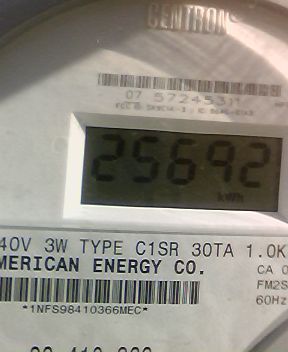 CENTRON
07 57245311
25692
kWh
40V 3W TYPE C1SR 30TA 1.0K
MERICAN ENERGY CO.
CA 0
FM2S
60Hz
*1NFS98410366MEC*